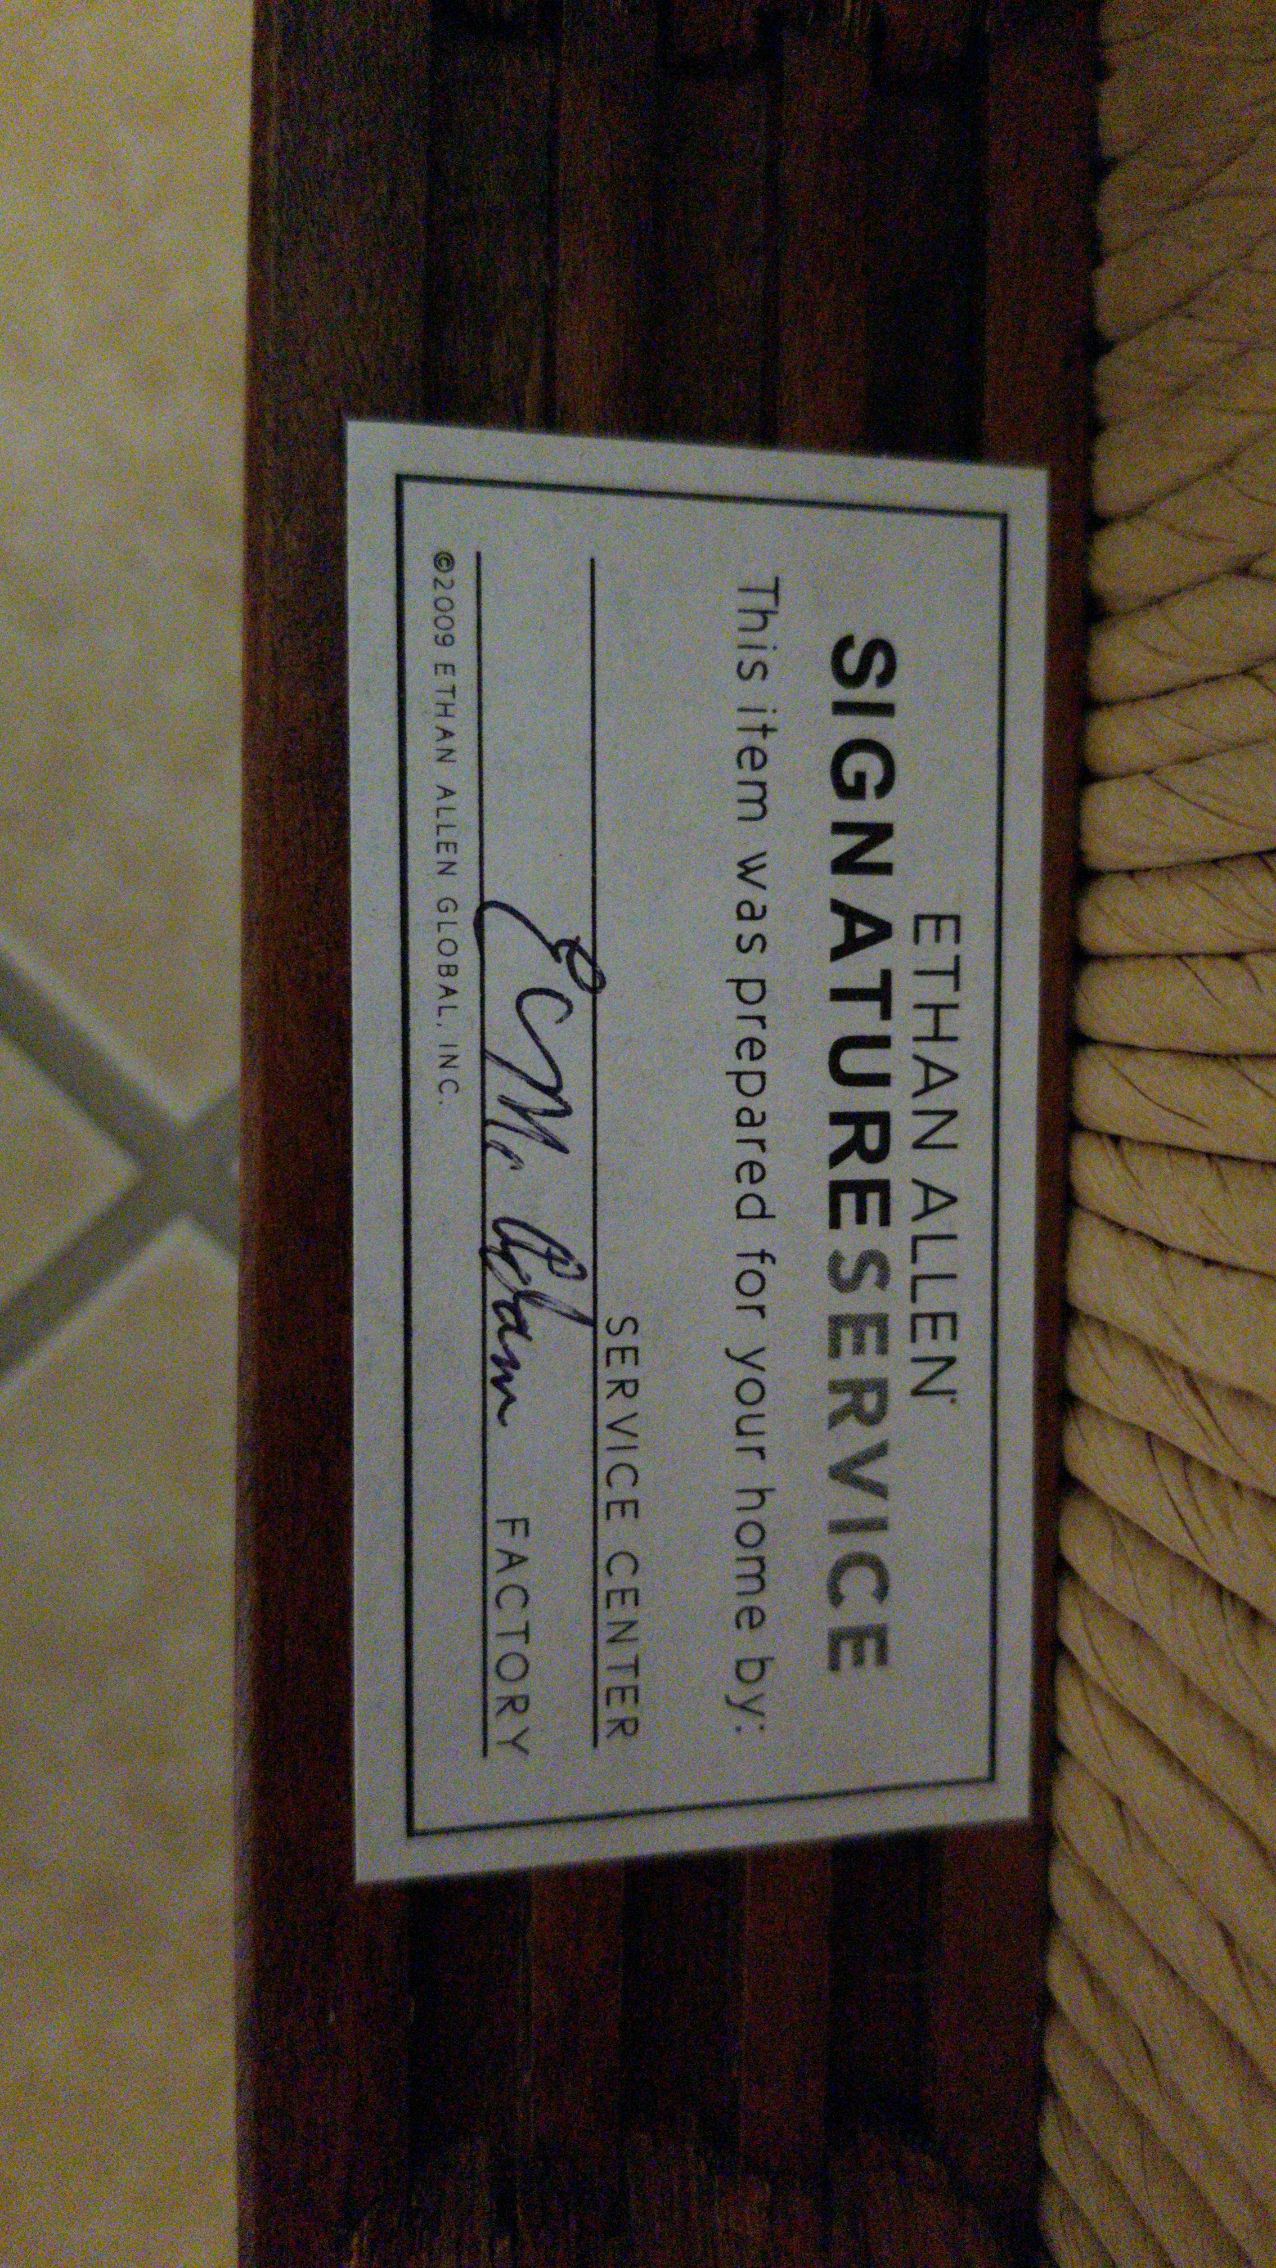 ETHAN ALLEN®
SIGNATURESERVICE
This item was prepared for your home by:
SERVICE CENTER
FACTORY
©2009 ETHAN ALLEN GLOBAL, INC.